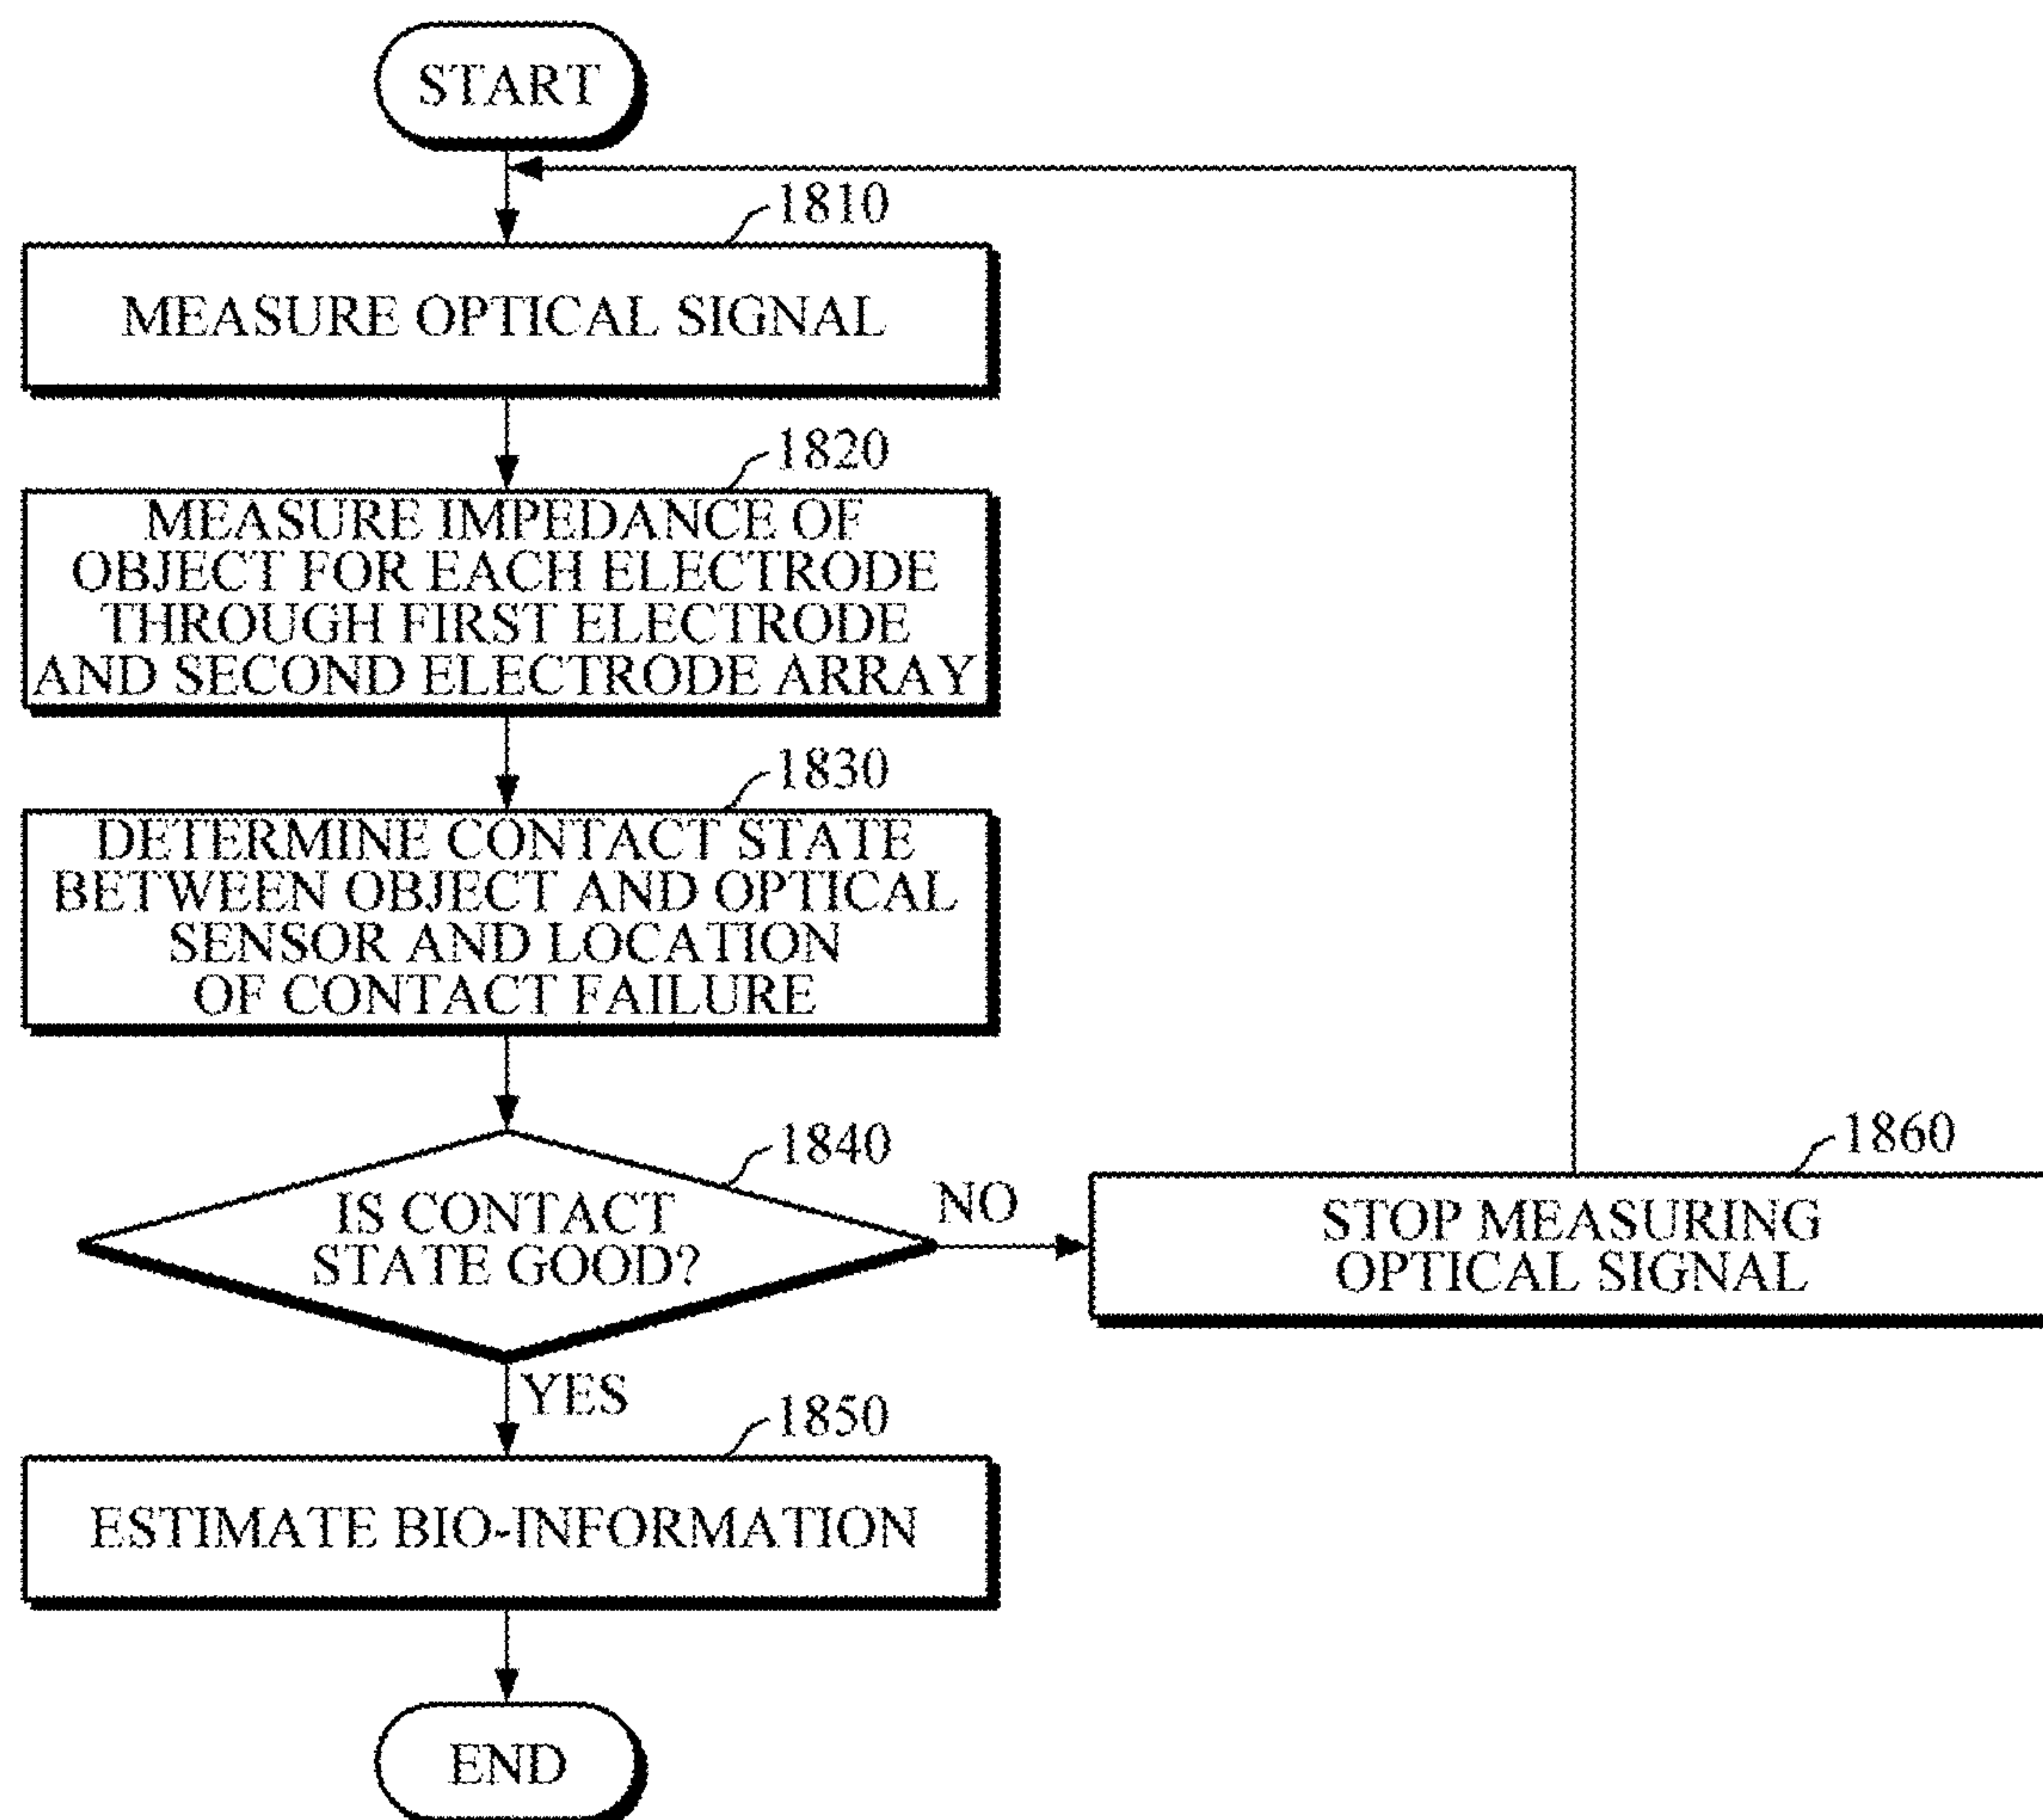 START
1810
MEASURE OPTICAL SIGNAL
1820
MEASURE IMPEDANCE OF
OBJECT FOR EACH ELECTRODE
THROUGH FIRST ELECTRODE
AND SECOND ELECTRODE ARRAY
1830
DETERMINE CONTACT STATE
BETWEEN OBJECT AND OPTICAL
SENSOR AND LOCATION
OF CONTACT FAILURE
1840
IS CONTACT
STATE GOOD?
NO
1860
STOP MEASURING
OPTICAL SIGNAL
YES
1850
ESTIMATE BIO-INFORMATION
END